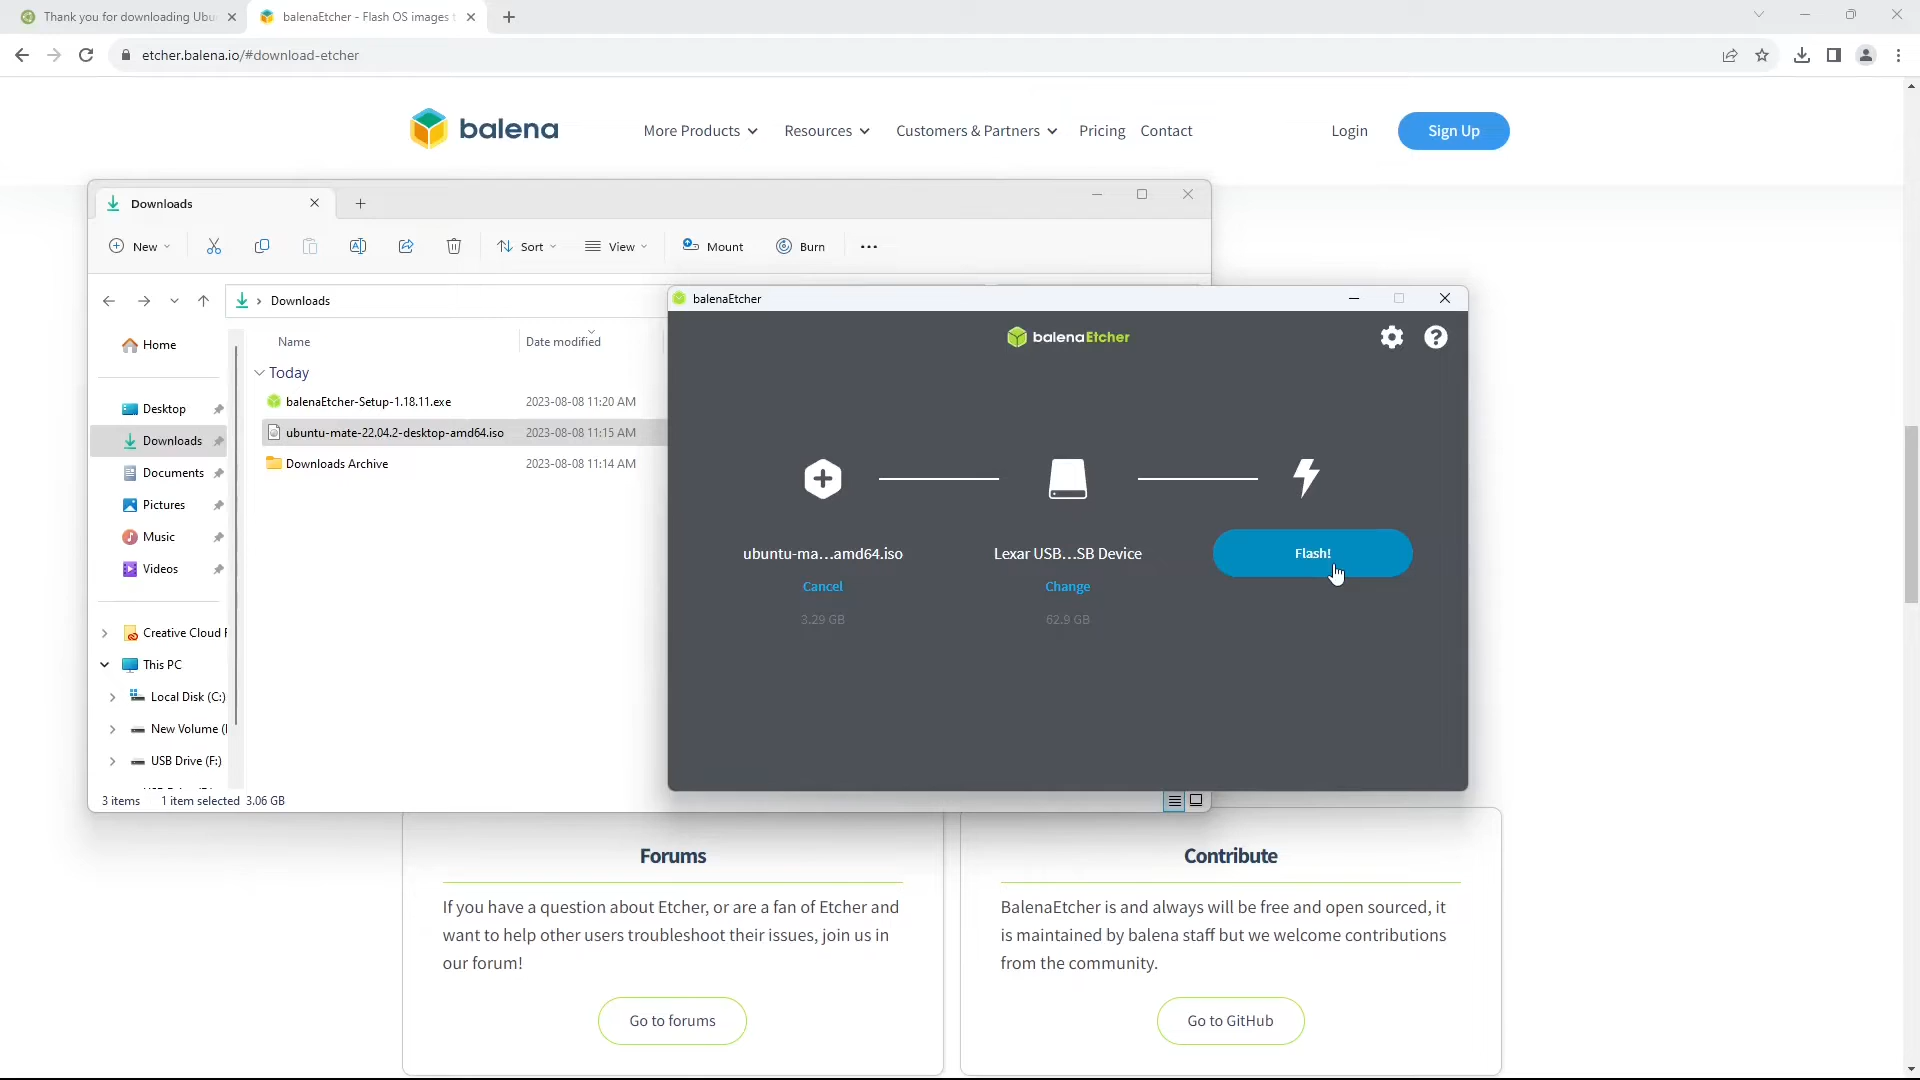 Thank you for downloading Ubu
balenaEtcher - Flash OS images t
etcher.balena.io/#download-etcher
balena
More Products
Resources
Customers & Partners
Pricing
Contact
Login
Sign Up
Downloads
New
Sort
View
Mount
Burn
Downloads
Home
Desktop
Downloads
Documents
Pictures
Music
Videos
Creative Cloud F
This PC
Local Disk (C:)
New Volume (
USB Drive (F:)
Name
Date modified
Today
balenaEtcher-Setup-1.18.11.exe
2023-08-08 11:20 AM
ubuntu-mate-22.04.2-desktop-amd64.iso
2023-08-08 11:15 AM
Downloads Archive
2023-08-08 11:14 AM
3 items
1 item selected 3.06 GB
balenaEtcher
balenaEtcher
ubuntu-ma...amd64.iso
Cancel
3.29 GB
Lexar USB...SB Device
Change
62.9 GB
Flash!
Forums
If you have a question about Etcher, or are a fan of Etcher and
want to help other users troubleshoot their issues, join us in
our forum!
Go to forums
Contribute
BalenaEtcher is and always will be free and open sourced, it
is maintained by balena staff but we welcome contributions
from the community.
Go to GitHub